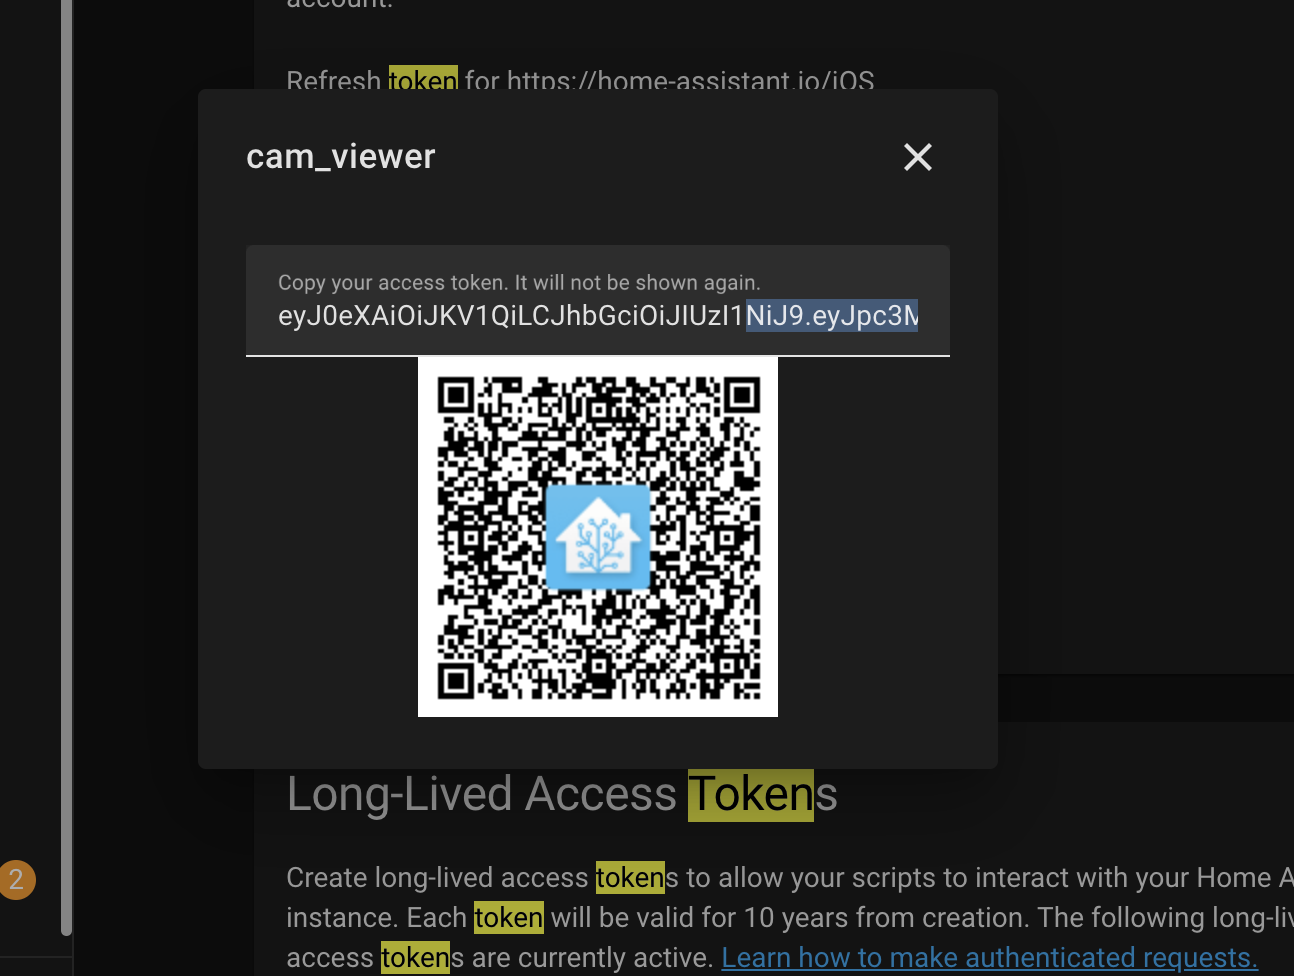 account.
Refresh token for https://home-assistant.io/iOS
cam_viewer
Copy your access token. It will not be shown again.
eyJ0eXAiOiJKV1QiLCJhbGciOiJIUzI1NiJ9.eyJpc3M
Long-Lived Access Tokens
Create long-lived access tokens to allow your scripts to interact with your Home A
instance. Each token will be valid for 10 years from creation. The following long-liv
access tokens are currently active. Learn how to make authenticated requests.
2